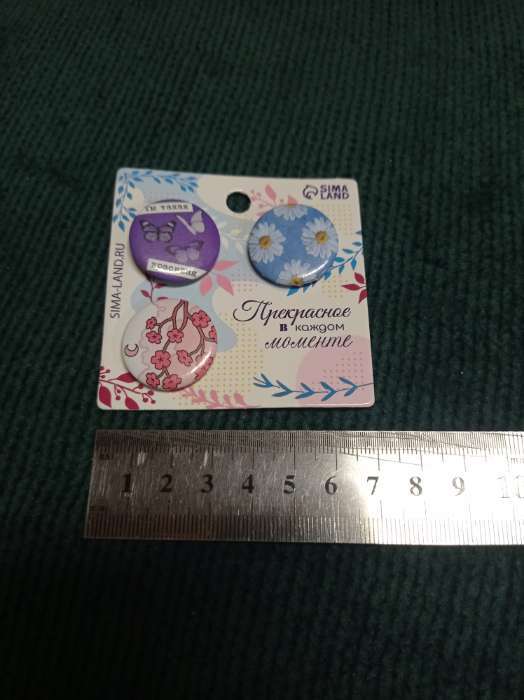 SIMA
LAND
ты такая
красивая
SIMA-LAND.RU
Прекрасное
в каждом
моменте
1 2 3 4 5 6 7 8 9